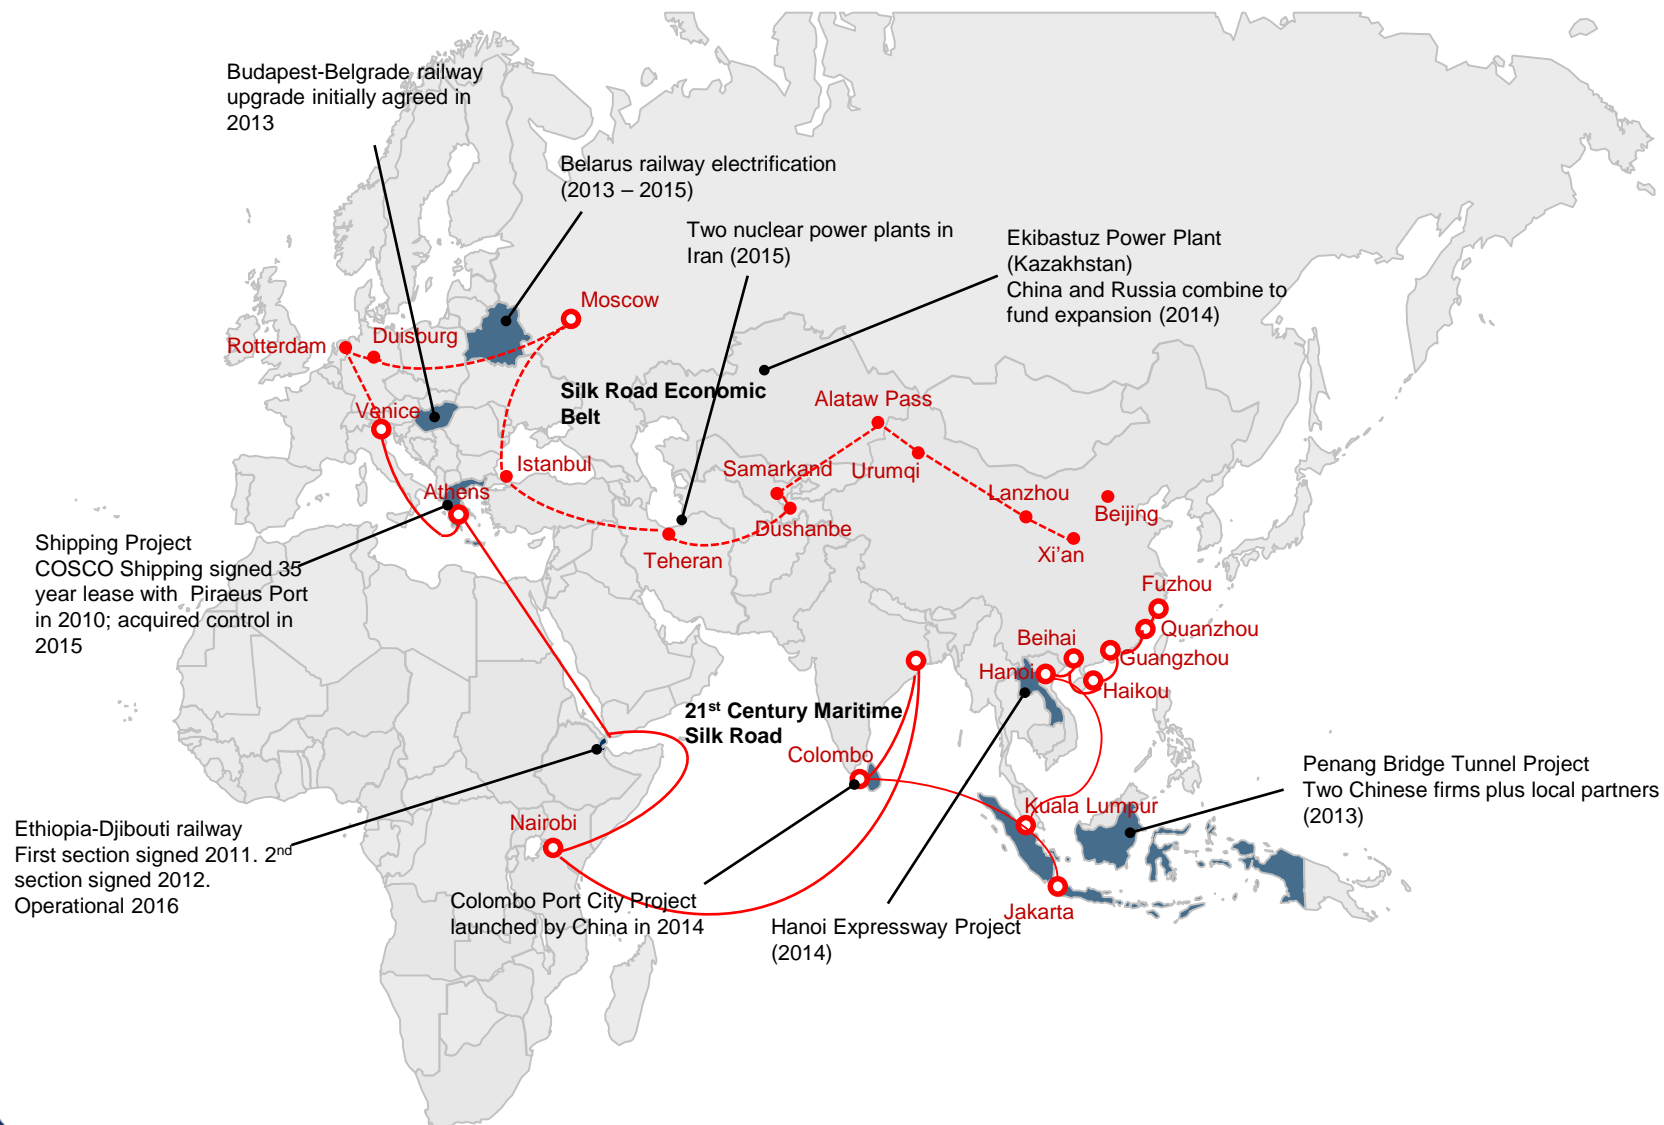 Budapest-Belgrade railway
upgrade initially agreed in
2013
Belarus railway electrification
(2013 – 2015)
Two nuclear power plants in
Iran (2015)
Ekibastuz Power Plant
(Kazakhstan)
China and Russia combine to
fund expansion (2014)
Moscow
Duisburg
Rotterdam
Silk Road Economic
Belt
Alataw Pass
Venice
Istanbul
Samarkand
Urumqi
Athens
Lanzhou
Beijing
Dushanbe
Teheran
Xi'an
Shipping Project
COSCO Shipping signed 35
year lease with Piraeus Port
in 2010; acquired control in
2015
Fuzhou
Quanzhou
Beihai
Guangzhou
Hanoi
Haikou
21st Century Maritime
Silk Road
Colombo
Penang Bridge Tunnel Project
Two Chinese firms plus local partners
(2013)
Kuala Lumpur
Nairobi
Ethiopia-Djibouti railway
First section signed 2011. 2nd
section signed 2012.
Operational 2016
Colombo Port City Project
launched by China in 2014
Jakarta
Hanoi Expressway Project
(2014)